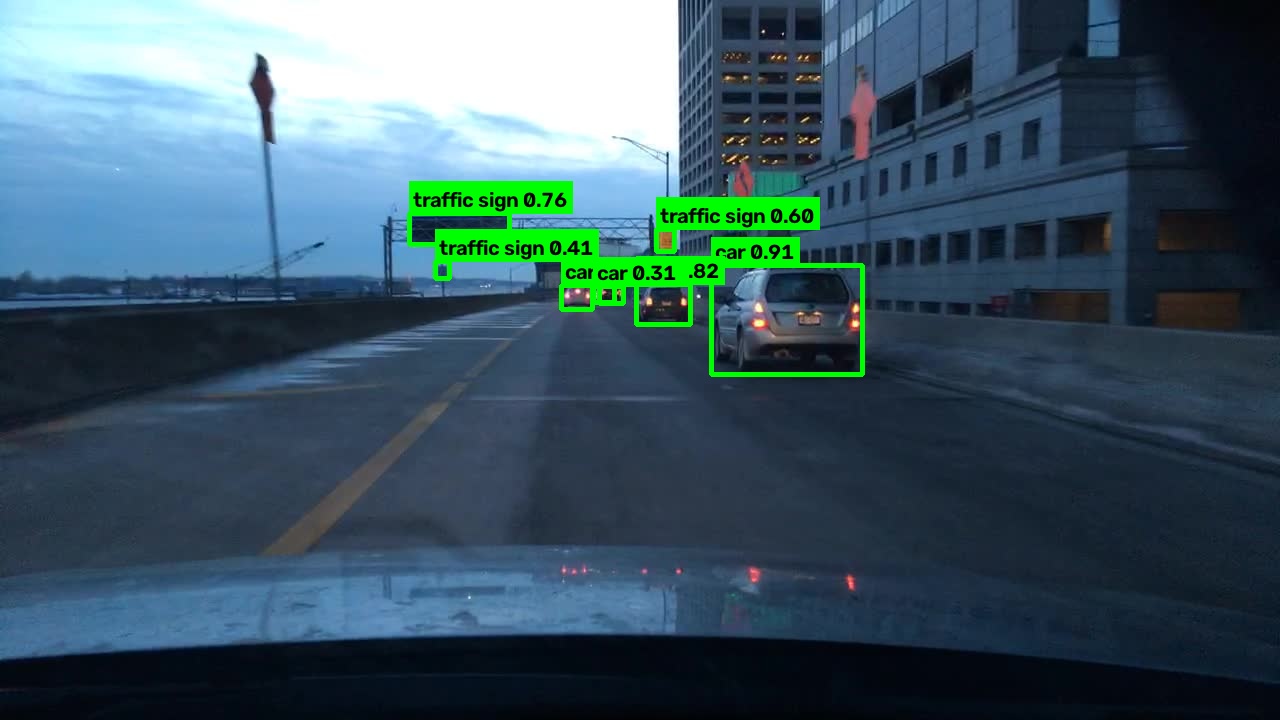 traffic sign 0.76
traffic sign 0.60
traffic sign 0.41
car 0.91
car
car 0.31
.82